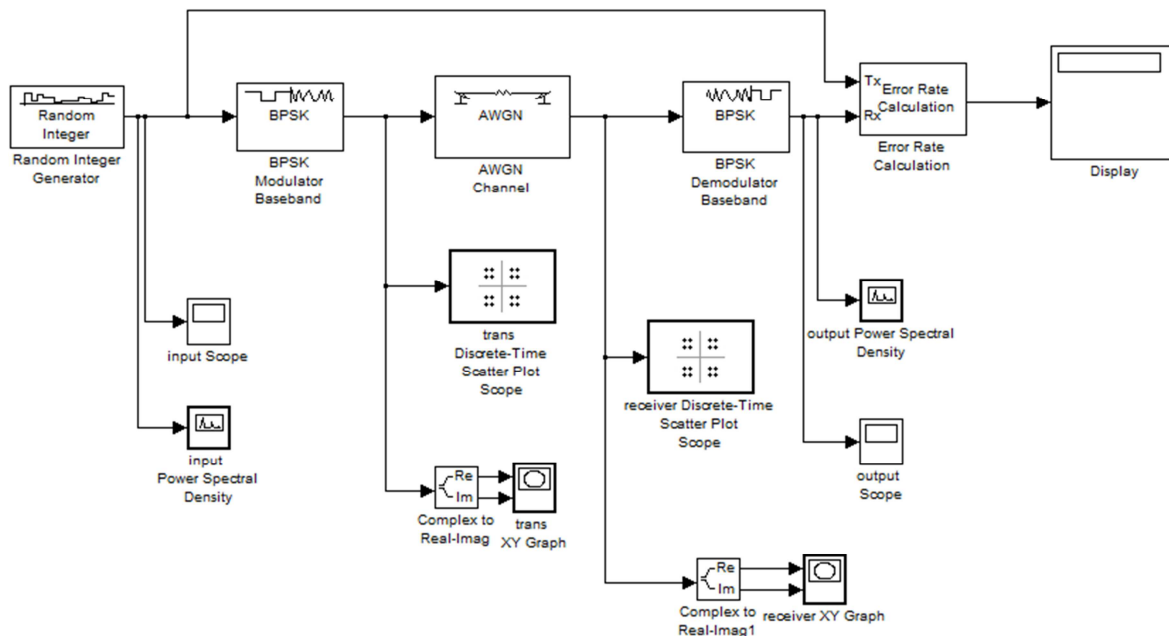 Random
Integer
Random Integer
Generator
BPSK
BPSK
Modulator
Baseband
AWGN
AWGN
Channel
BPSK
BPSK
Demodulator
Baseband
Tx
Rx
Error Rate
Calculation
Error Rate
Calculation
Display
input Scope
input
Power Spectral
Density
trans
Discrete-Time
Scatter Plot
Scope
Re
Im
Complex to
Real-Imag
trans
XY Graph
receiver Discrete-Time
Scatter Plot
Scope
output Power Spectral
Density
output
Scope
Re
Im
Complex to
Real-Imag1
receiver XY Graph